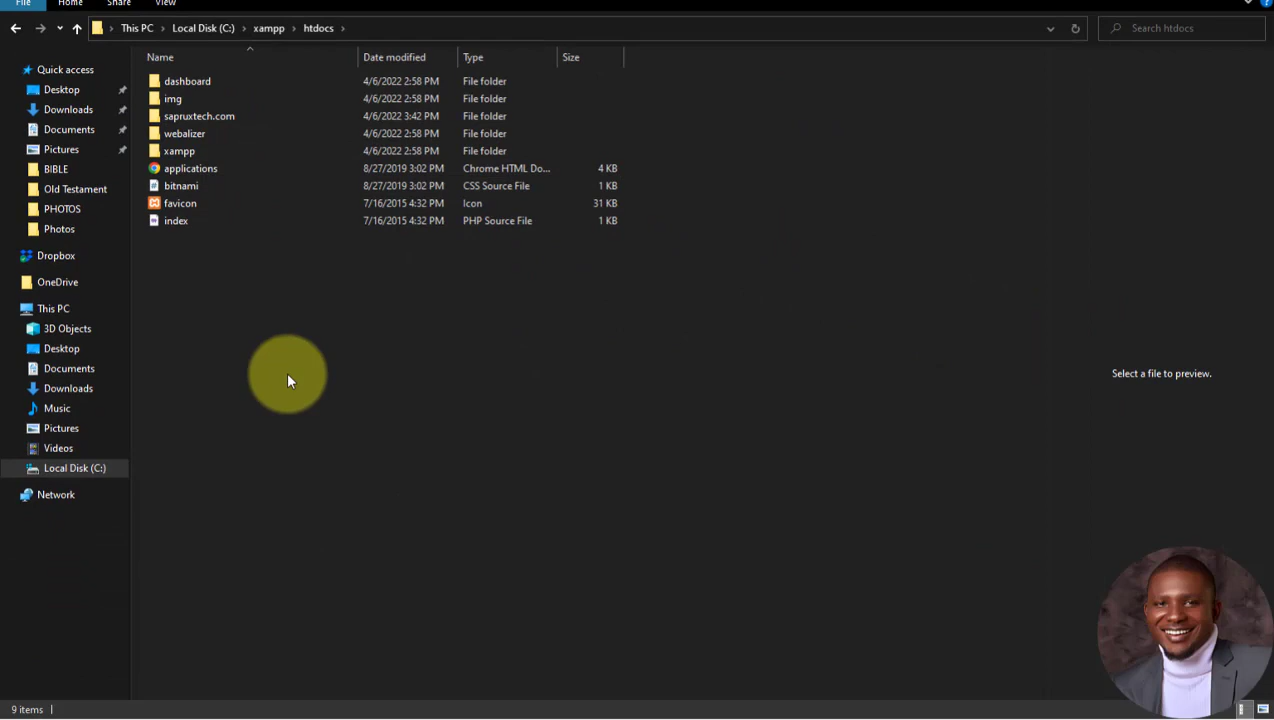 File Home Share View
This PC Local Disk (C:) xampp htdocs Search htdocs
Name Date modified Type Size
Quick access
Desktop
Downloads
Documents
Pictures
BIBLE
Old Testament
PHOTOS
Photos
Dropbox
OneDrive
This PC
3D Objects
Desktop
Documents
Downloads
Music
Pictures
Videos
Local Disk (C:)
Network
dashboard 4/6/2022 2:58 PM File folder
img 4/6/2022 2:58 PM File folder
sapruxtech.com 4/6/2022 3:42 PM File folder
webalizer 4/6/2022 2:58 PM File folder
xampp 4/6/2022 2:58 PM File folder
applications 8/27/2019 3:02 PM Chrome HTML Do... 4 KB
bitnami 8/27/2019 3:02 PM CSS Source File 1 KB
favicon 7/16/2015 4:32 PM Icon 31 KB
index 7/16/2015 4:32 PM PHP Source File 1 KB
Select a file to preview.
9 items